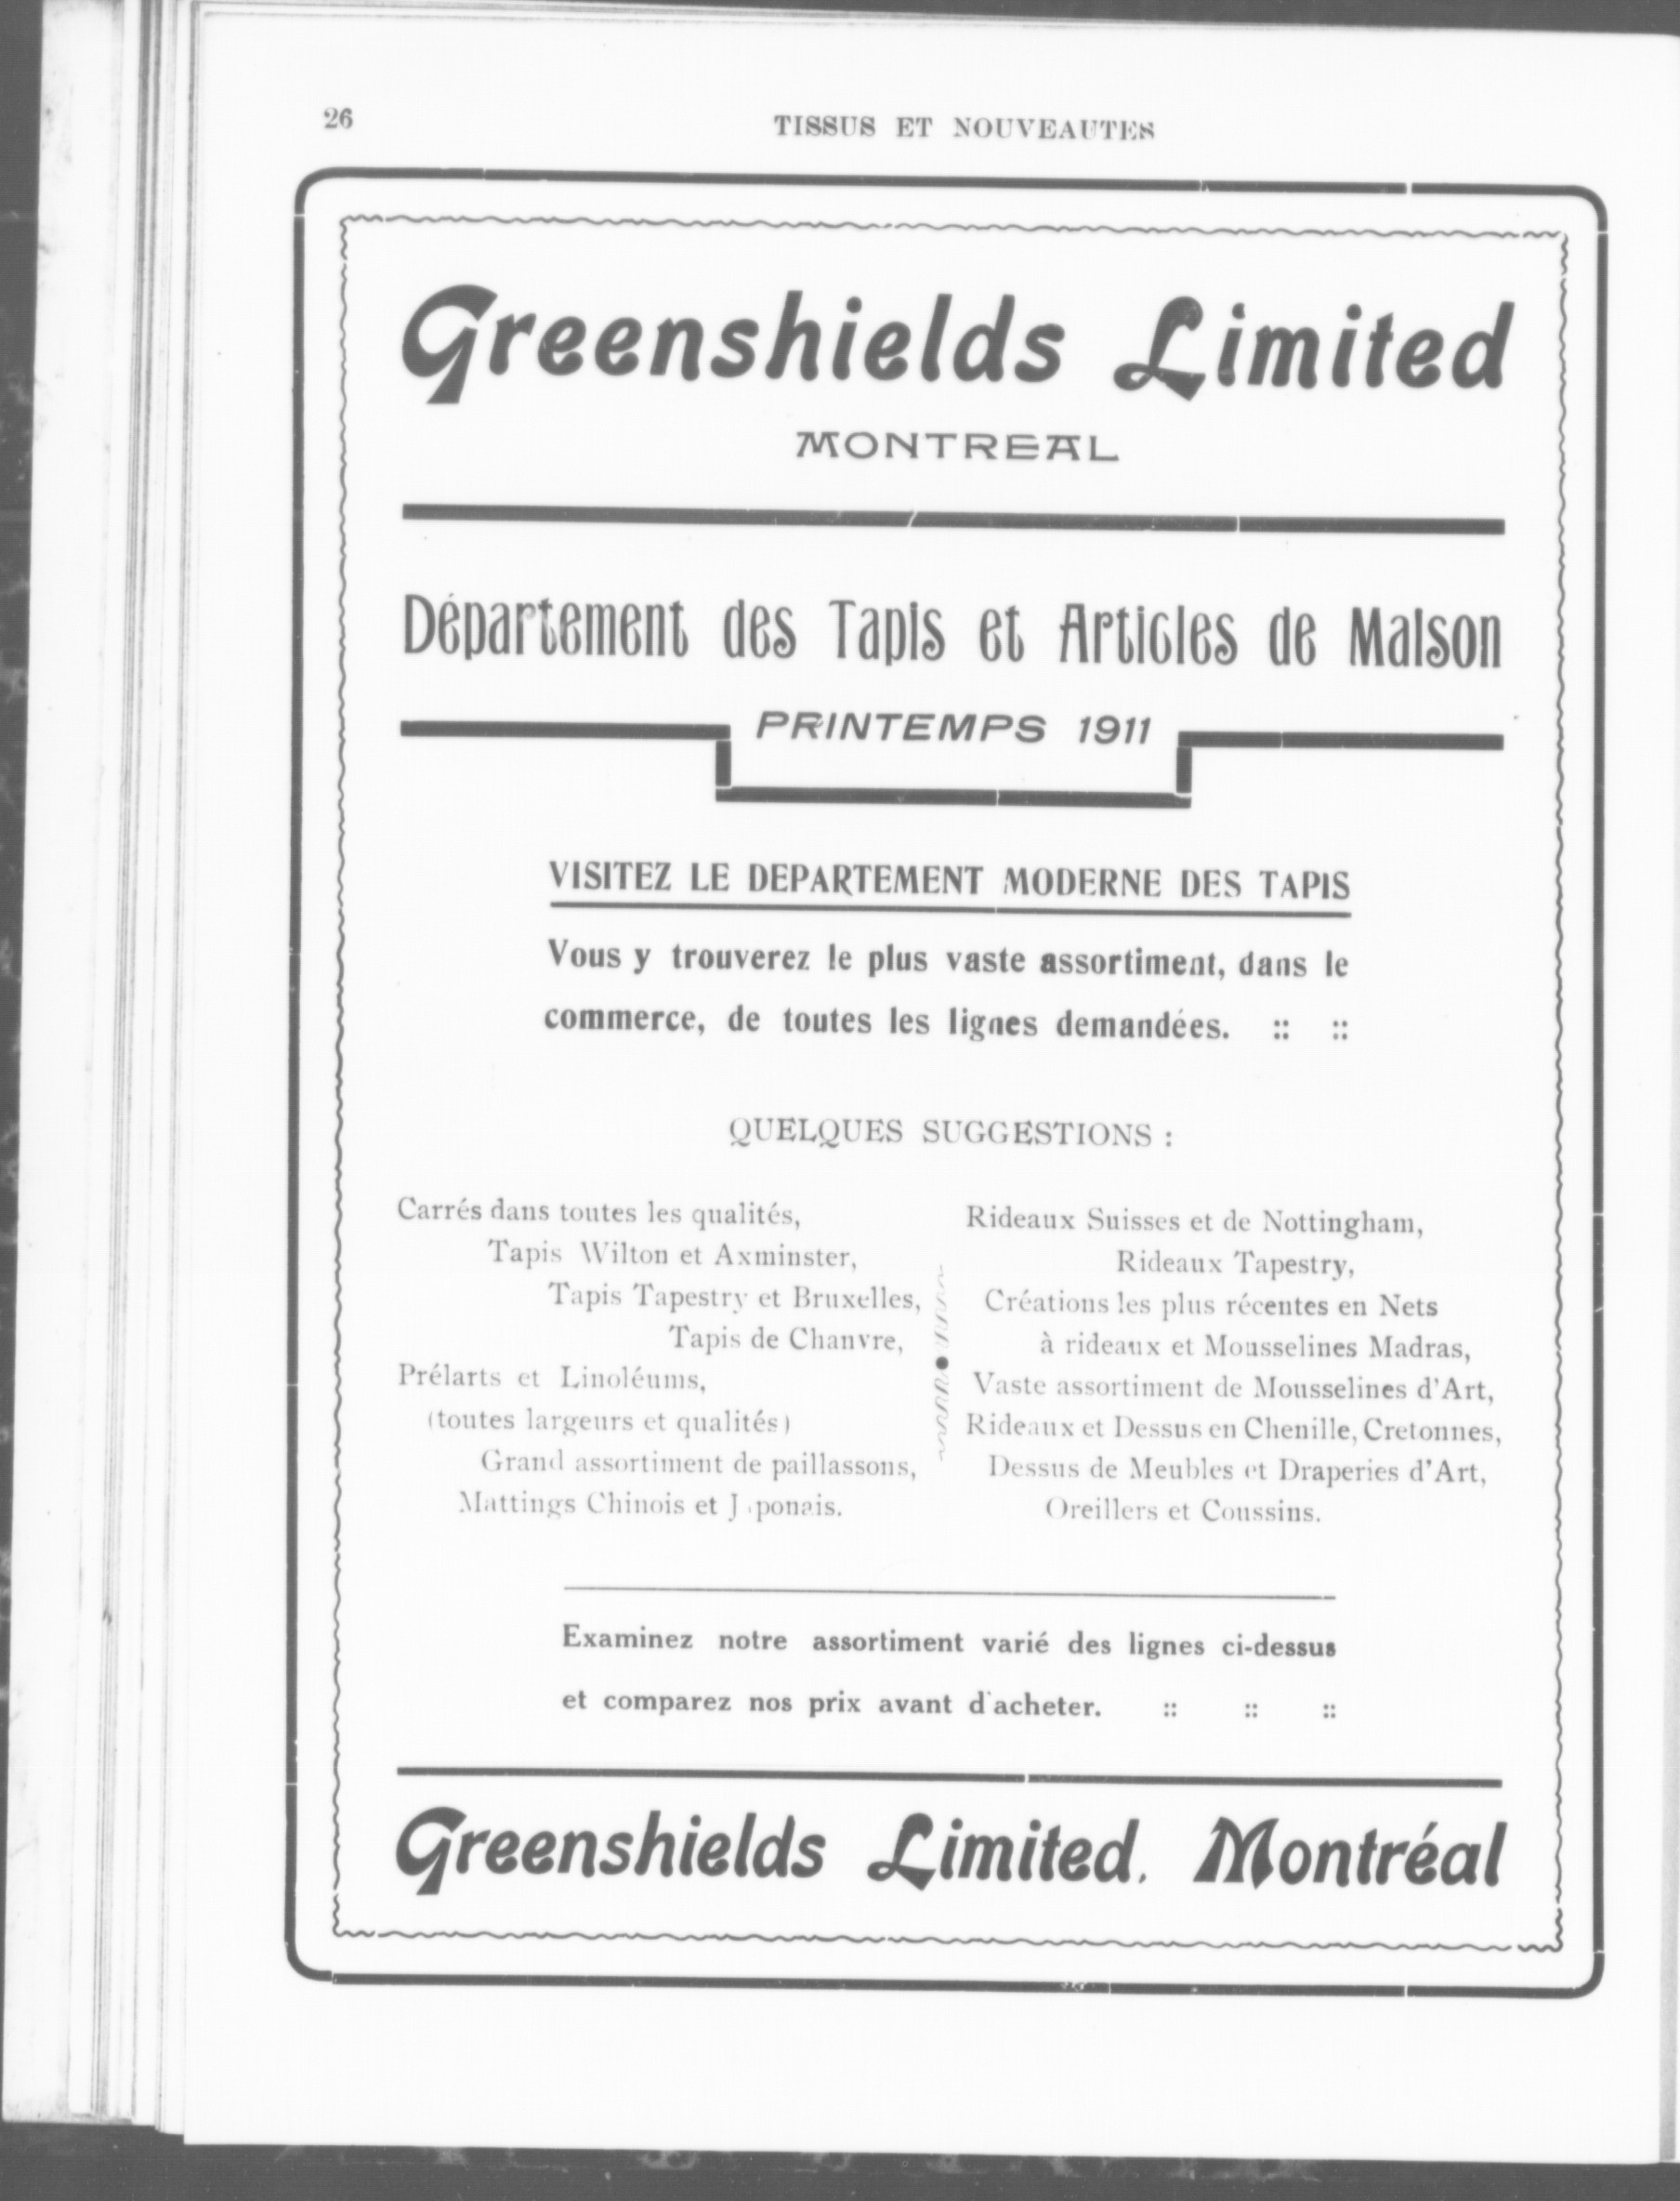 26
TISSUS ET NOUVEAUTES
Greenshields Limited
MONTREAL
Département des Tapis et Articles de Maison
PRINTEMPS 1911
VISITEZ LE DEPARTEMENT MODERNE DES TAPIS
Vous y trouverez le plus vaste assortiment, dans le
commerce, de toutes les lignes demandées. :: ::
QUELQUES SUGGESTIONS :
Carrés dans toutes les qualités,
Tapis Wilton et Axminster,
Tapis Tapestry et Bruxelles,
Tapis de Chanvre,
Prélarts et Linoléums,
(toutes largeurs et qualités)
Grand assortiment de paillassons,
Mattings Chinois et Japonais.
Rideaux Suisses et de Nottingham,
Rideaux Tapestry,
Créations les plus récentes en Nets
à rideaux et Mousselines Madras,
Vaste assortiment de Mousselines d'Art,
Rideaux et Dessus en Chenille, Cretonnes,
Dessus de Meubles et Draperies d'Art,
Oreillers et Coussins.
Examinez notre assortiment varié des lignes ci-dessus
et comparez nos prix avant d'acheter. :: :: ::
Greenshields Limited, Montréal